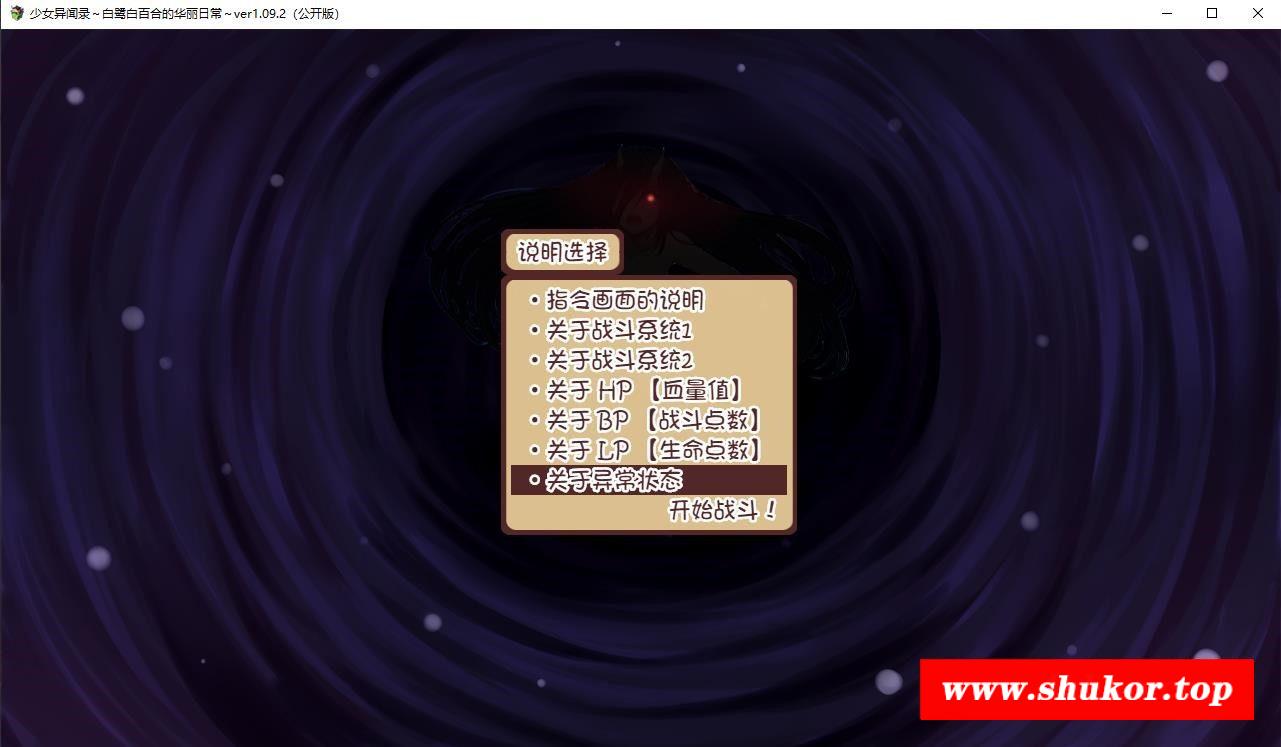 少女异闻录～白鹭白百合的华丽日常～ver1.09.2（公开版）
说明选择
・指令画面的说明
・关于战斗系统1
・关于战斗系统2
・关于 HP 【血量值】
・关于 BP 【战斗点数】
・关于 LP 【生命点数】
・关于异常状态
开始战斗！
www.shukor.top